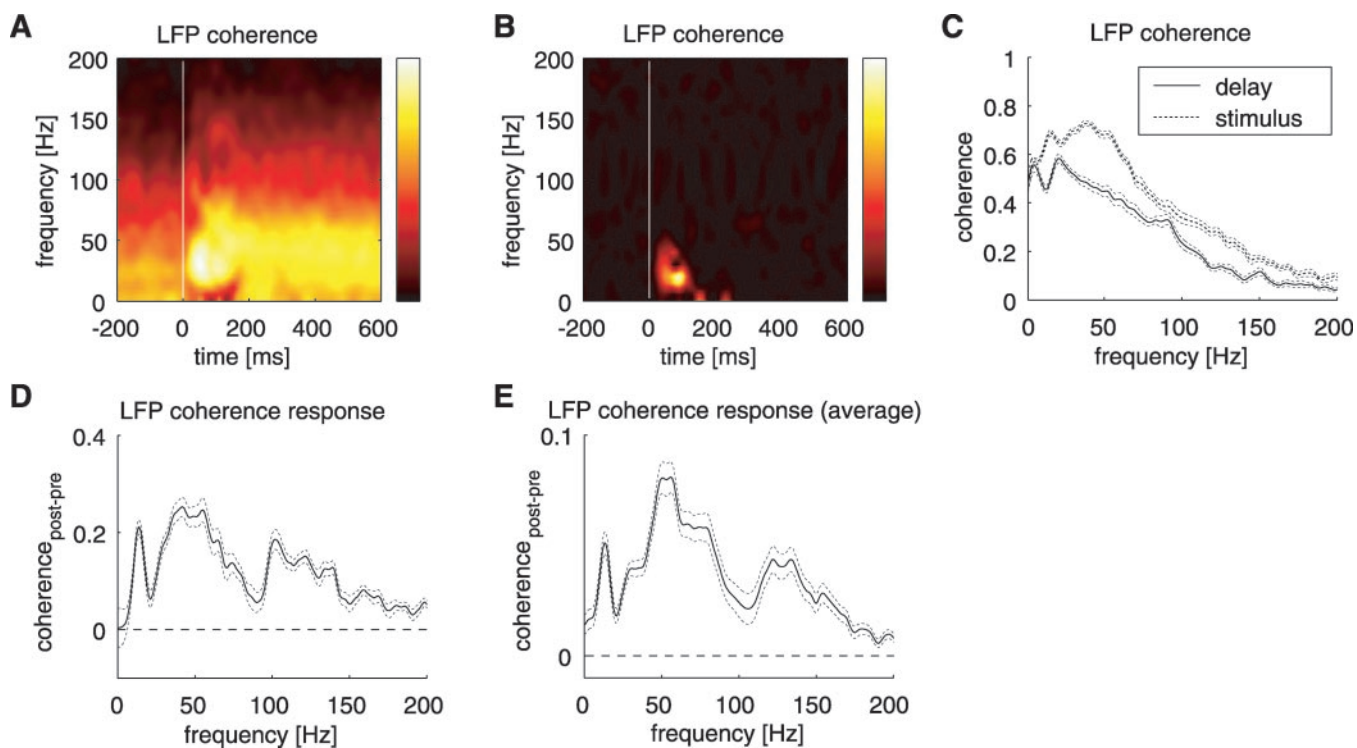 A
LFP coherence
frequency [Hz]
200
150
100
50
0
-200 0 200 400 600
time [ms]
B
LFP coherence
frequency [Hz]
200
150
100
50
0
-200 0 200 400 600
time [ms]
C
LFP coherence
delay
stimulus
coherence
1
0.8
0.6
0.4
0.2
0
0 50 100 150 200
frequency [Hz]
D
LFP coherence response
coherence post-pre
0.4
0.2
0
0 50 100 150 200
frequency [Hz]
E
LFP coherence response (average)
coherence post-pre
0.1
0
0 50 100 150 200
frequency [Hz]